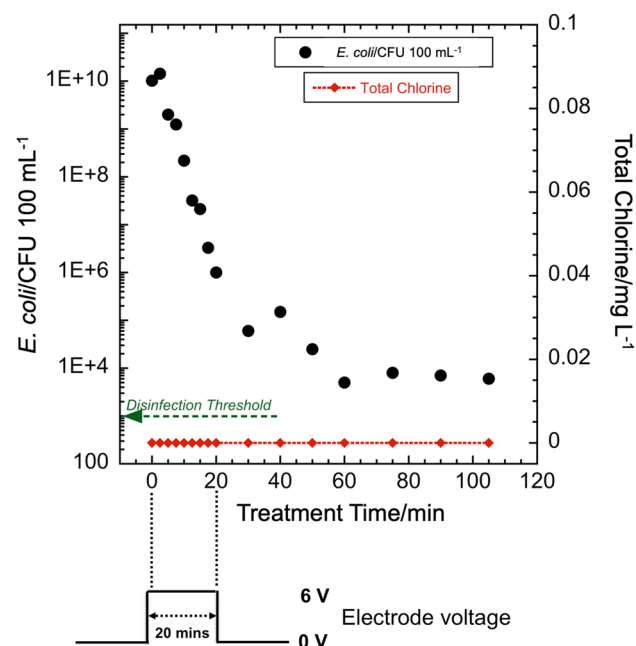 E. coli/CFU 100 mL⁻¹
Total Chlorine
E. coli/CFU 100 mL⁻¹
1E+10
1E+8
1E+6
1E+4
100
Total Chlorine/mg L⁻¹
0.1
0.08
0.06
0.04
0.02
0
Disinfection Threshold
0 20 40 60 80 100 120
Treatment Time/min
6 V
20 mins
Electrode voltage
0 V